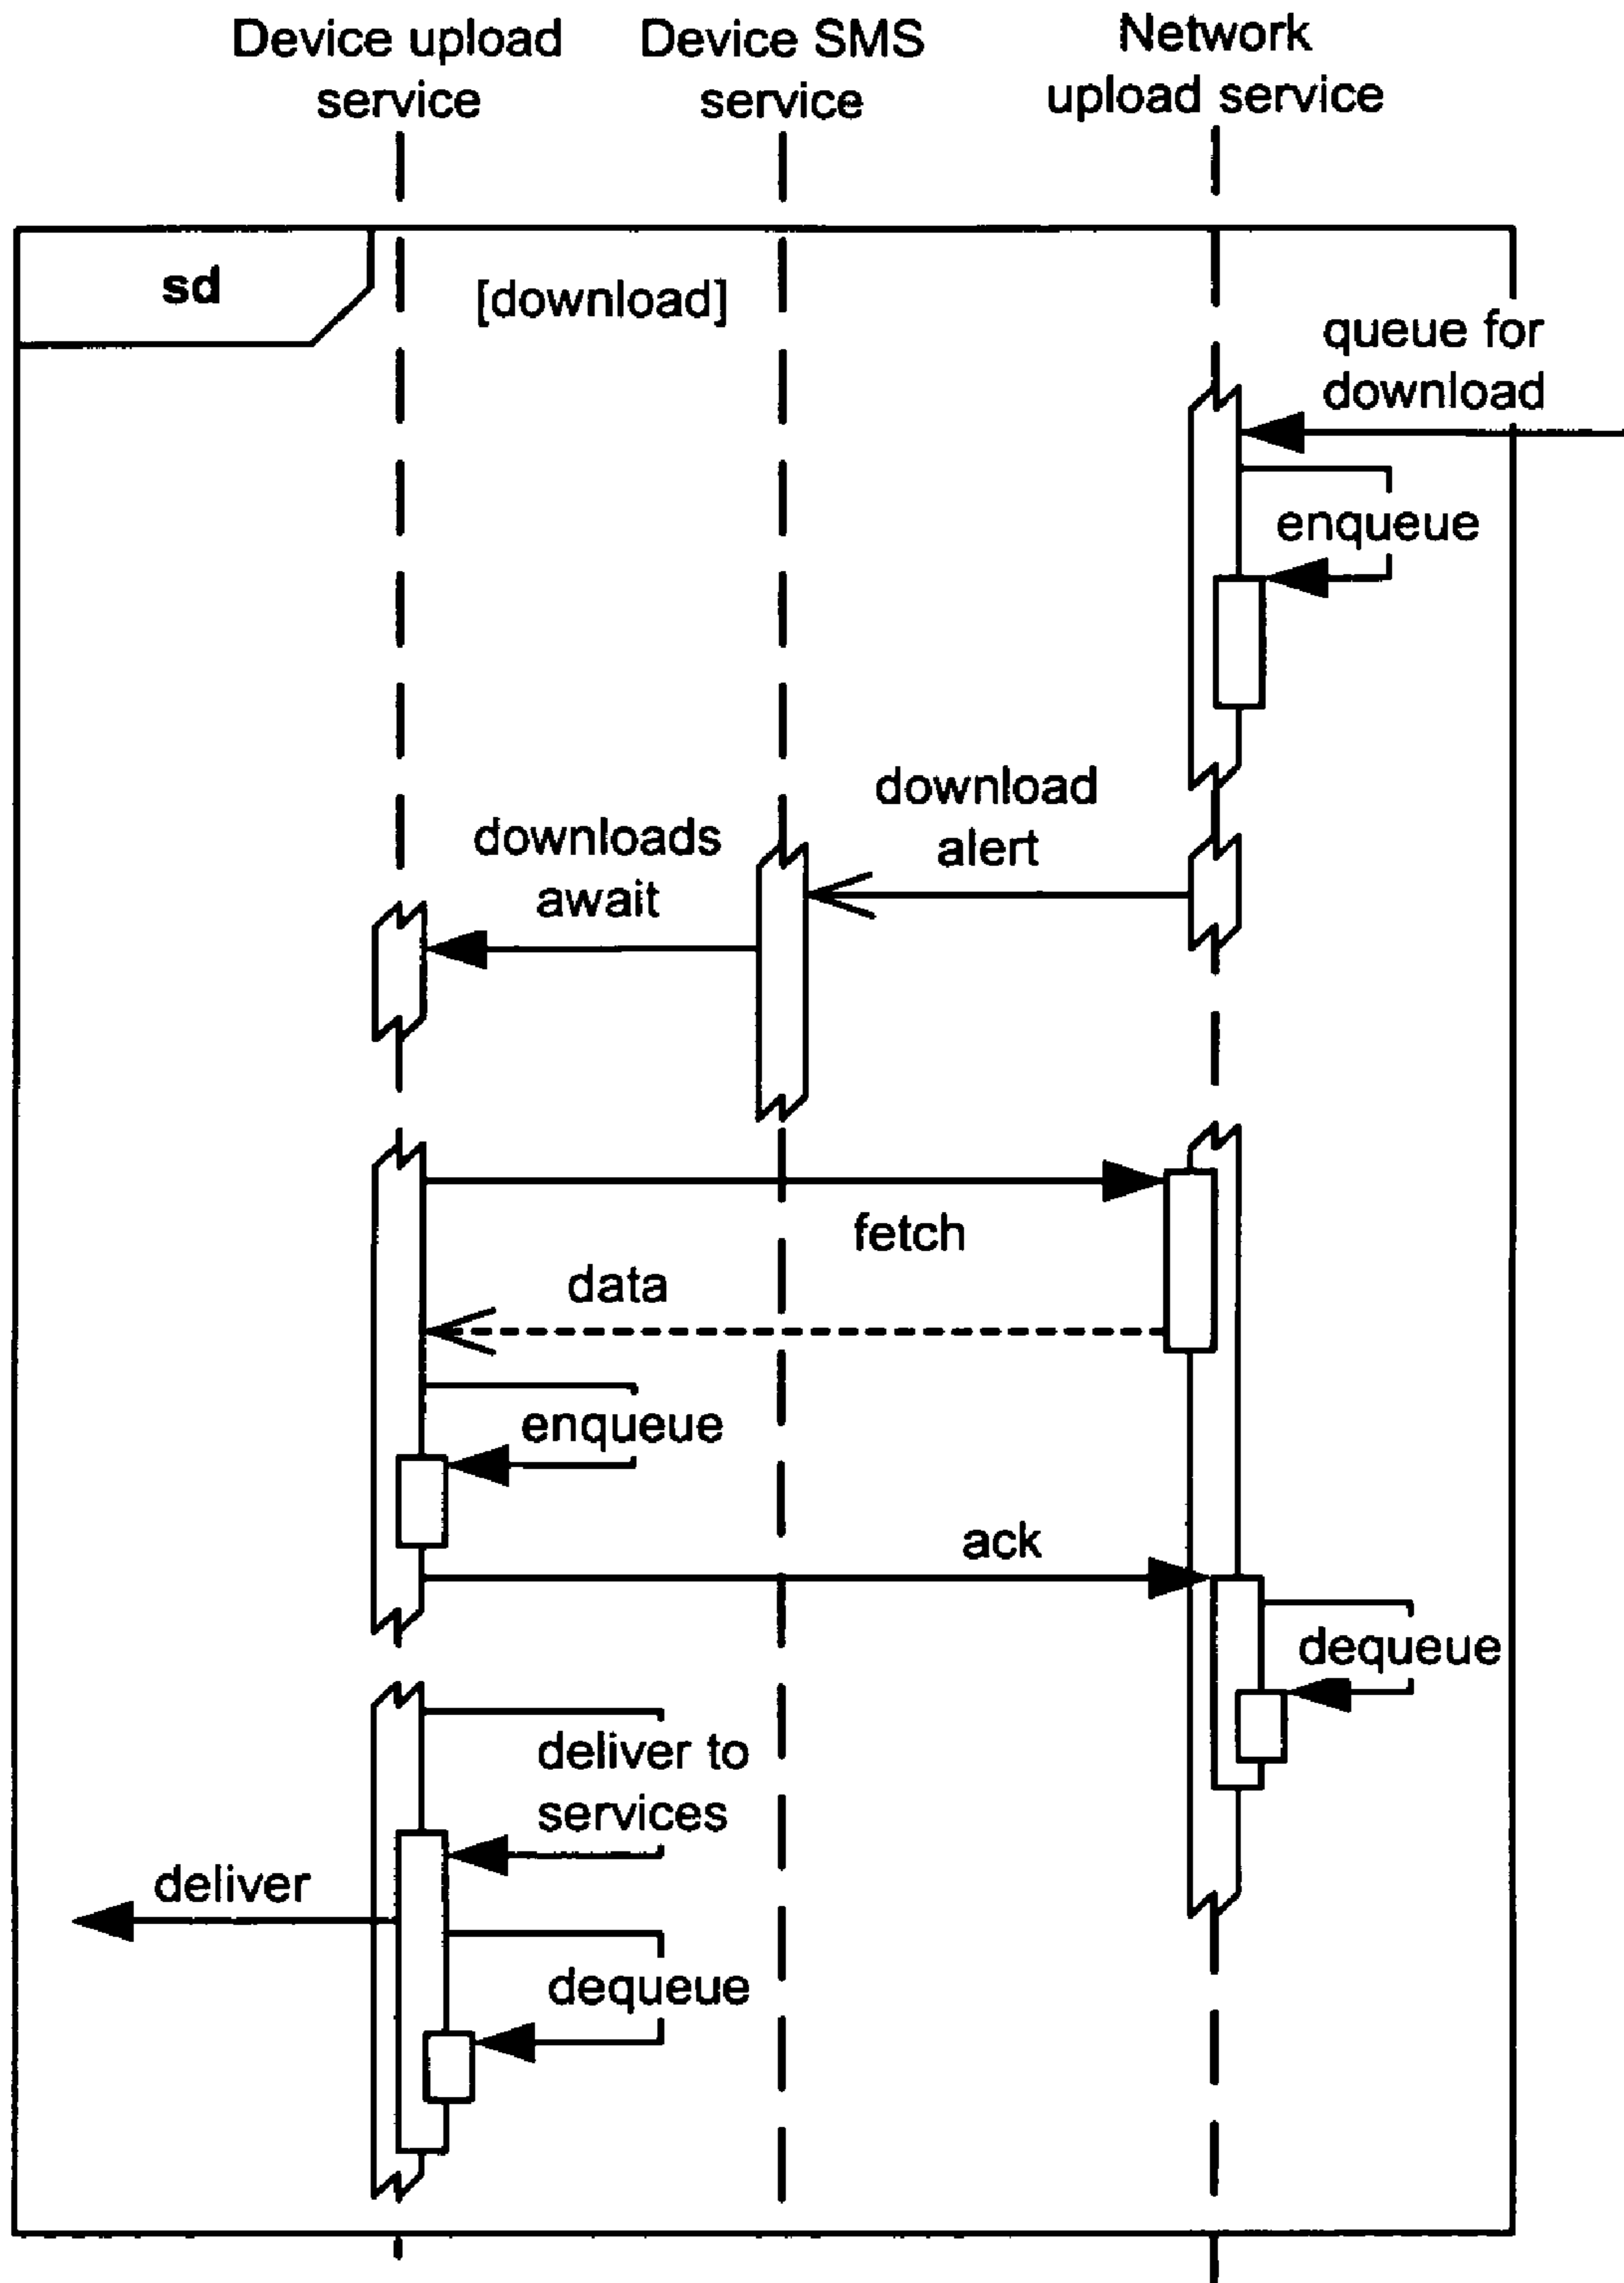 Device upload
service
Device SMS
service
Network
upload service
sd
[download]
queue for
download
enqueue
download
alert
downloads
await
fetch
data
enqueue
ack
dequeue
deliver to
services
deliver
dequeue